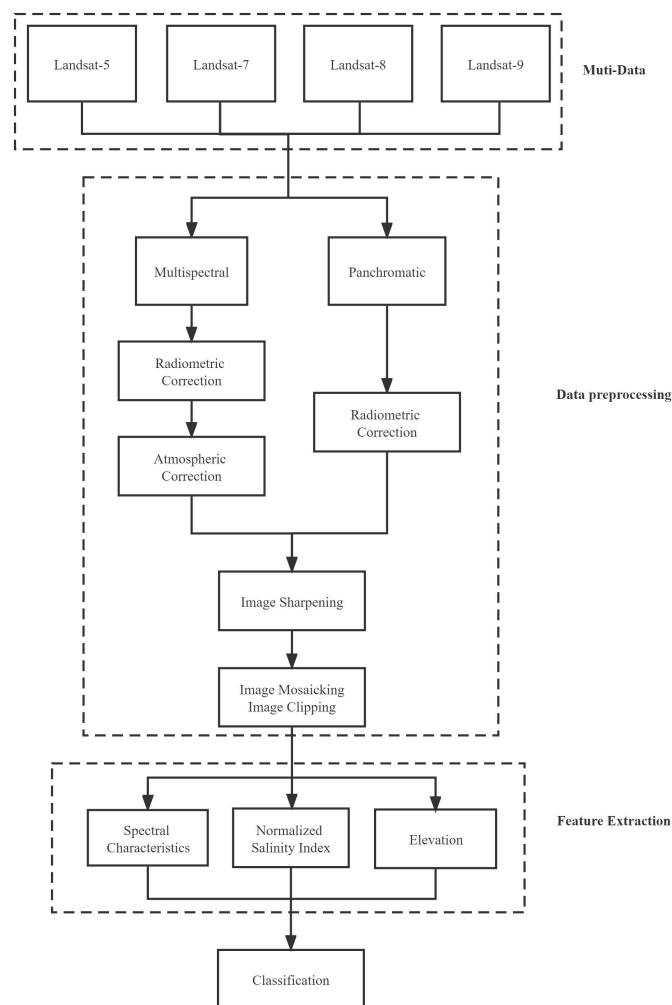 Landsat-5
Landsat-7
Landsat-8
Landsat-9
Muti-Data
Multispectral
Panchromatic
Radiometric
Correction
Data preprocessing
Radiometric
Correction
Atmospheric
Correction
Image Sharpening
Image Mosaicking
Image Clipping
Feature Extraction
Spectral
Characteristics
Normalized
Salinity Index
Elevation
Classification